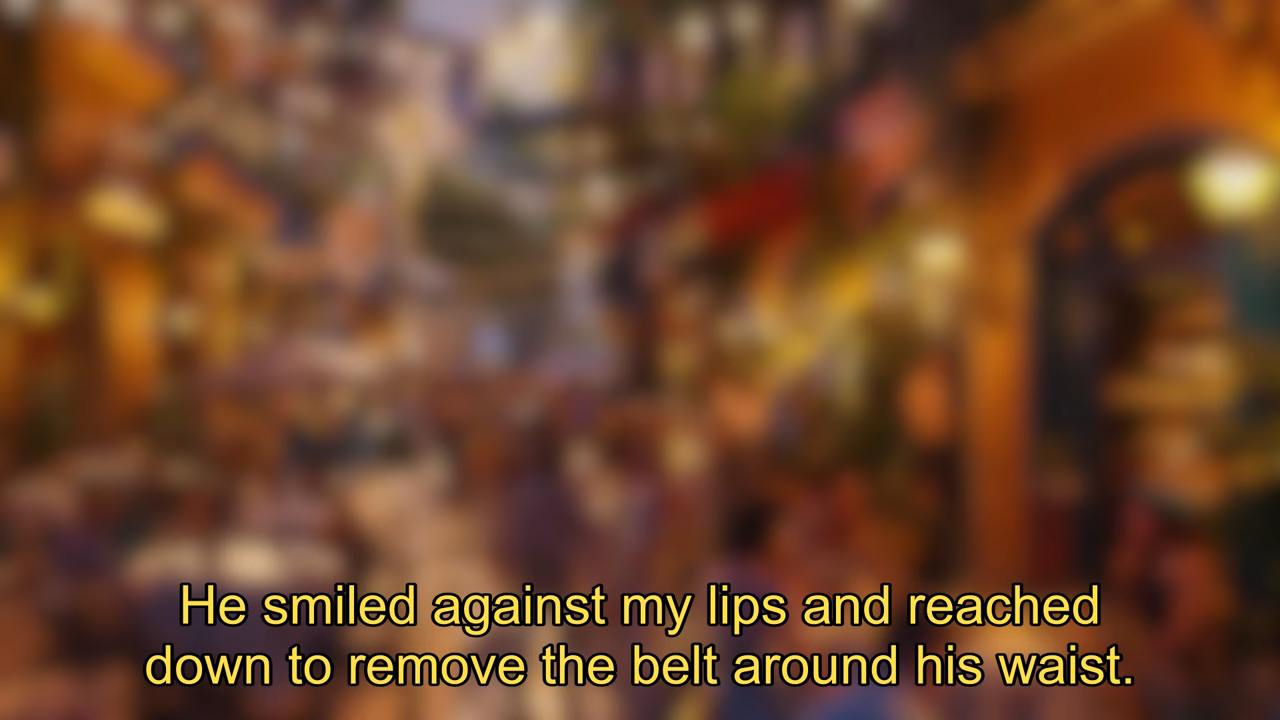 He smiled against my lips and reached
down to remove the belt around his waist.